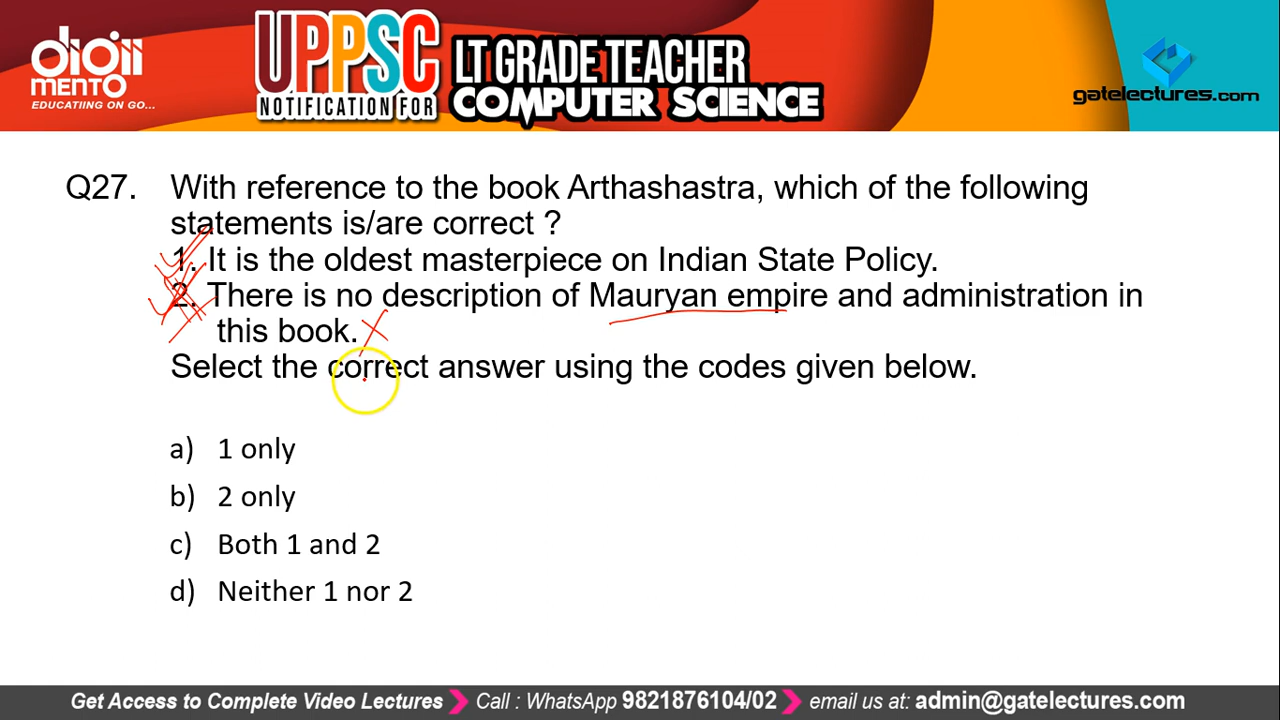 digii
MENTO
EDUCATIING ON GO...
UPPSC
NOTIFICATION FOR
LT GRADE TEACHER
COMPUTER SCIENCE
gatelectures.com
Q27. With reference to the book Arthashastra, which of the following
statements is/are correct ?
1. It is the oldest masterpiece on Indian State Policy.
2. There is no description of Mauryan empire and administration in
this book.
Select the correct answer using the codes given below.
a) 1 only
b) 2 only
c) Both 1 and 2
d) Neither 1 nor 2
Get Access to Complete Video Lectures Call : WhatsApp 9821876104/02 email us at: admin@gatelectures.com